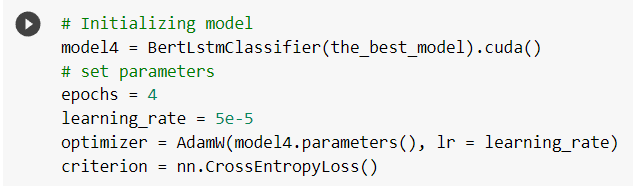 # Initializing model
model4 = BertLstmClassifier(the_best_model).cuda()
# set parameters
epochs = 4
learning_rate = 5e-5
optimizer = AdamW(model4.parameters(), lr = learning_rate)
criterion = nn.CrossEntropyLoss()